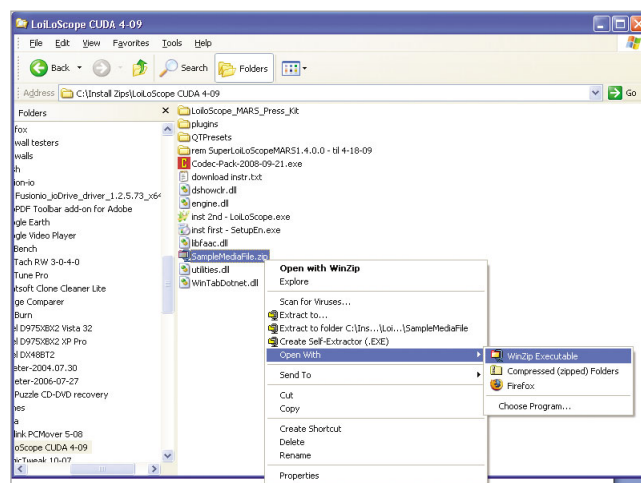 LoiLoScope CUDA 4-09
File Edit View Favorites Tools Help
Back Search Folders
Address C:\Install Zips\LoiLoScope CUDA 4-09 Go
Folders
fox
wall testers
walls
sh
ion-io
Fusionio_ioDrive_driver_1.2.5.73_x64
PDF Toolbar add-on for Adobe
gle Earth
gle Video Player
Bench
Tach RW 3-0-4-0
Tune Pro
tsoft Clone Cleaner Lite
ge Comparer
Burn
el D975XBX2 Vista 32
el D975XBX2 XP Pro
el DX48BT2
eter-2004.07.30
eter-2006-07-27
Puzzle CD-DVD recovery
nes
a
link PCMover 5-08
oScope CUDA 4-09
nicTweak 10-07
LoiloScope_MARS_Press_Kit
plugins
QTPresets
rem SuperLoiLoScopeMARS1.4.0.0 - til 4-18-09
Codec-Pack-2008-09-21.exe
download instr.txt
dshowclr.dll
engine.dll
inst 2nd - LoiLoScope.exe
inst first - SetupEn.exe
libfaac.dll
SampleMediaFile.zip
utilities.dll
WinTabDotnet.dll
Open with WinZip
Explore
Scan for Viruses...
Extract to...
Extract to folder C:\Ins...\Loi...\SampleMediaFile
Create Self-Extractor (.EXE)
Open With
Send To
Cut
Copy
Create Shortcut
Delete
Rename
Properties
WinZip Executable
Compressed (zipped) Folders
Firefox
Choose Program...